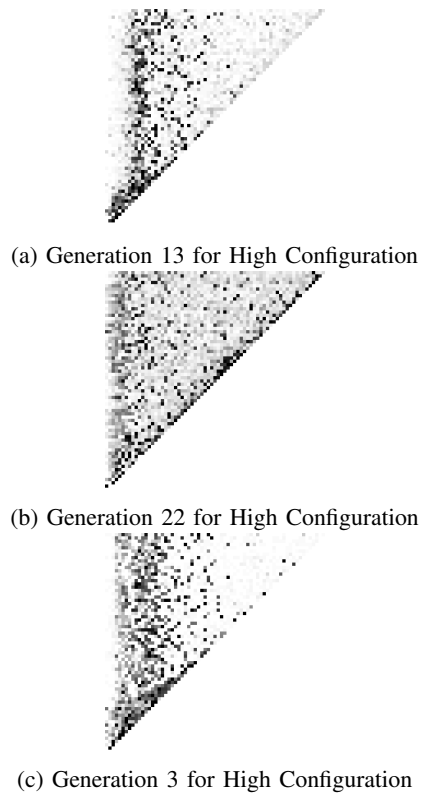 (a) Generation 13 for High Configuration
(b) Generation 22 for High Configuration
(c) Generation 3 for High Configuration